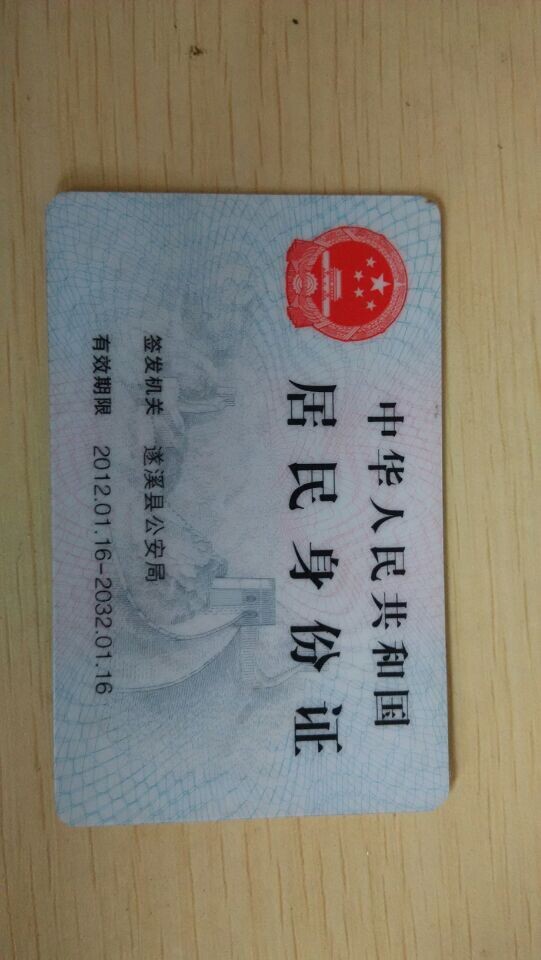 中华人民共和国
居民身份证
签发机关 遂溪县公安局
有效期限 2012.01.16-2032.01.16